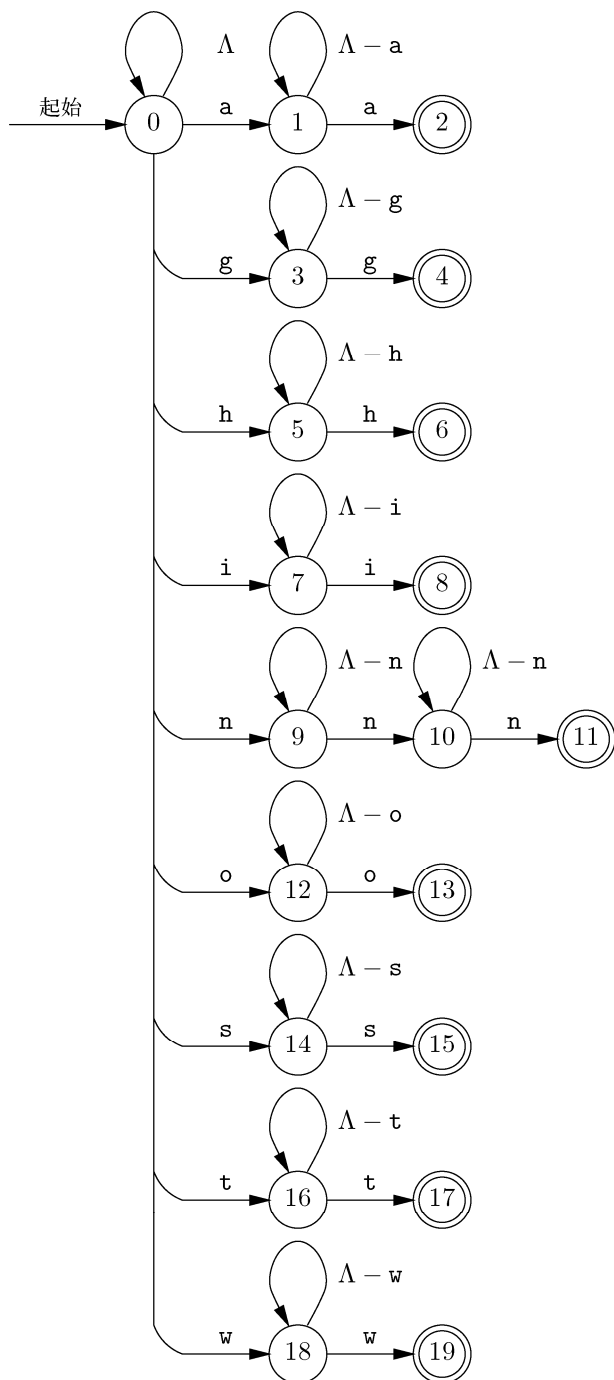 Λ Λ − a
起始 0 a 1 a 2
Λ − g
g 3 g 4
Λ − h
h 5 h 6
Λ − i
i 7 i 8
Λ − n Λ − n
n 9 n 10 n 11
Λ − o
o 12 o 13
Λ − s
s 14 s 15
Λ − t
t 16 t 17
Λ − w
w 18 w 19